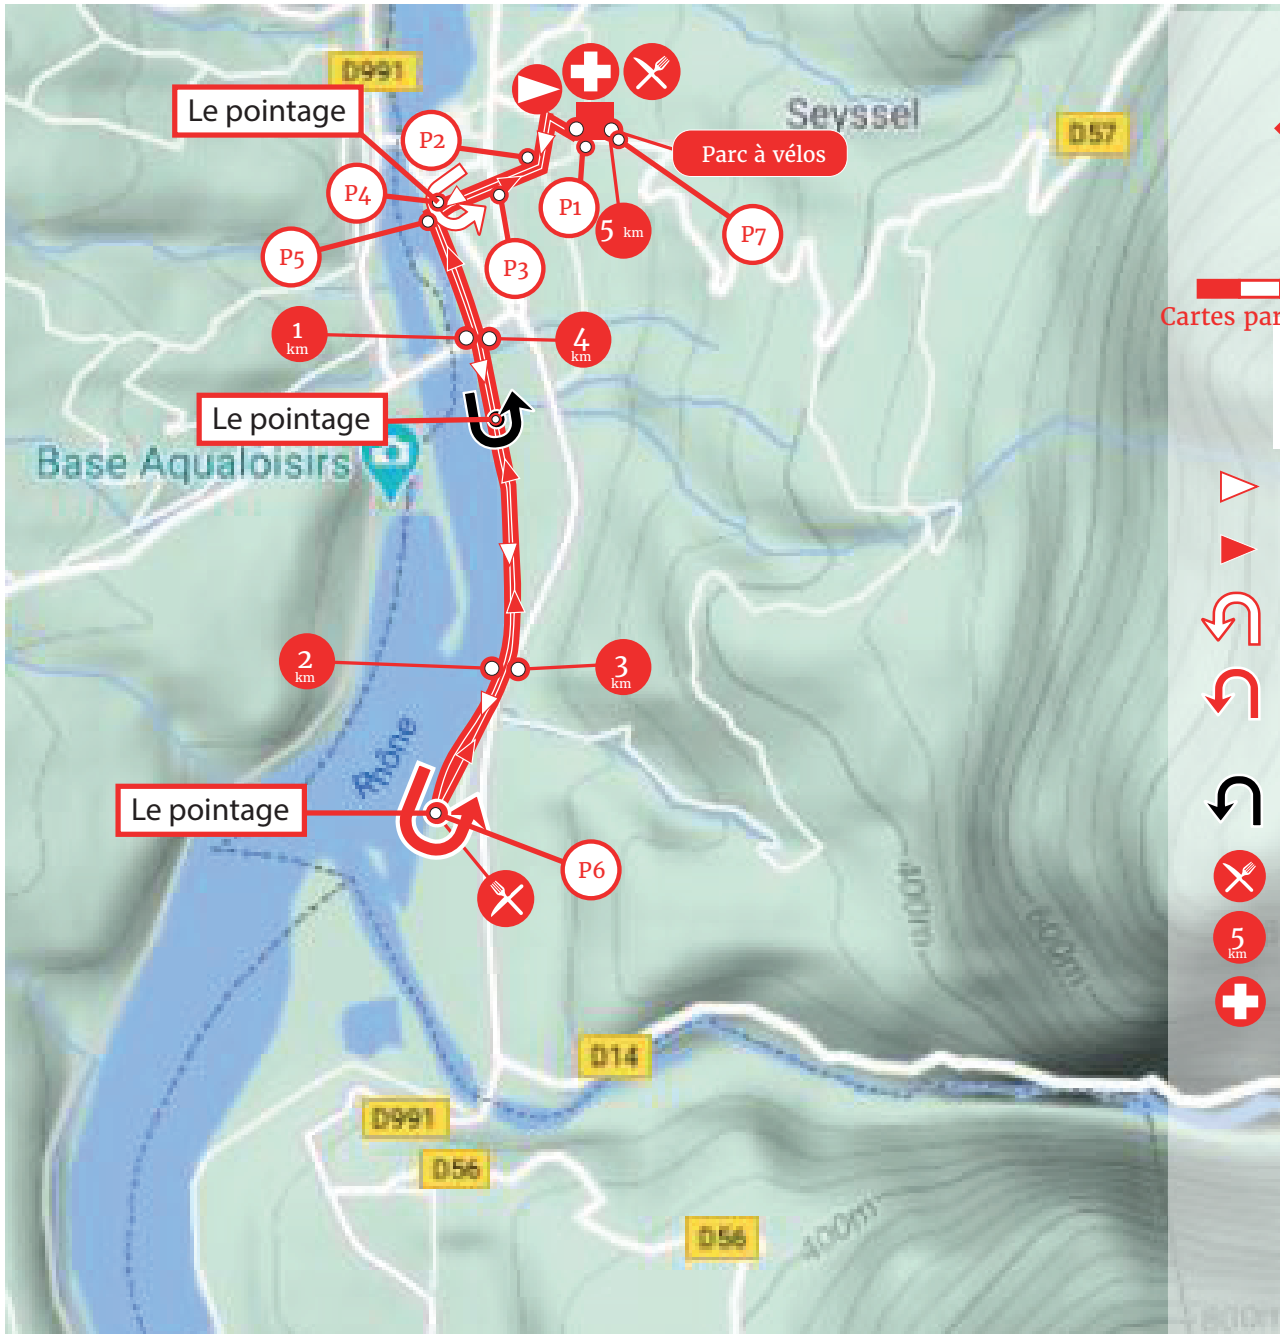 D991
Le pointage
Seyssel
D57
P2
Parc à vélos
P4
P1
5 km
P7
P5
P3
Cartes par
1
km
4
km
Le pointage
Base Aqualoisirs
2
km
3
km
Rhône
Le pointage
P6
400m
600m
5
km
D14
D991
D56
D56
400m